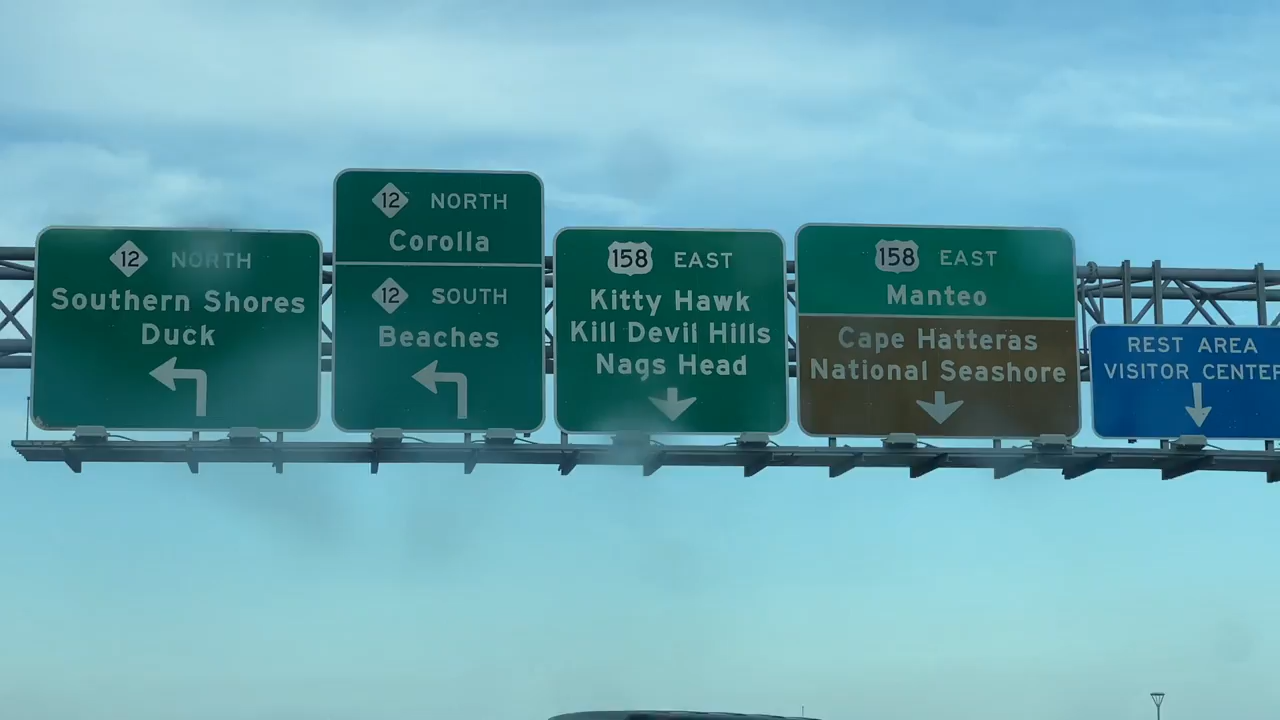 12 NORTH
Southern Shores
Duck
12 NORTH
Corolla
12 SOUTH
Beaches
158 EAST
Kitty Hawk
Kill Devil Hills
Nags Head
158 EAST
Manteo
Cape Hatteras
National Seashore
REST AREA
VISITOR CENTER